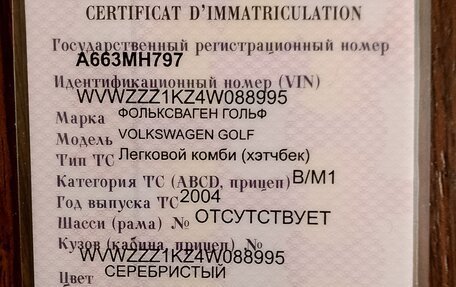 CERTIFICAT D'IMMATRICULATION
Государственный регистрационный номер
А663МН797
Идентификационный номер (VIN)
WVWZZZ1KZ4W088995
Марка ФОЛЬКСВАГЕН ГОЛЬФ
Модель VOLKSWAGEN GOLF
Тип ТС Легковой комби (хэтчбек)
Категория ТС (ABCD, прицеп) B/M1
Год выпуска ТС 2004
Шасси (рама) № ОТСУТСТВУЕТ
Кузов (кабина, прицеп) №
WVWZZZ1KZ4W088995
Цвет СЕРЕБРИСТЫЙ